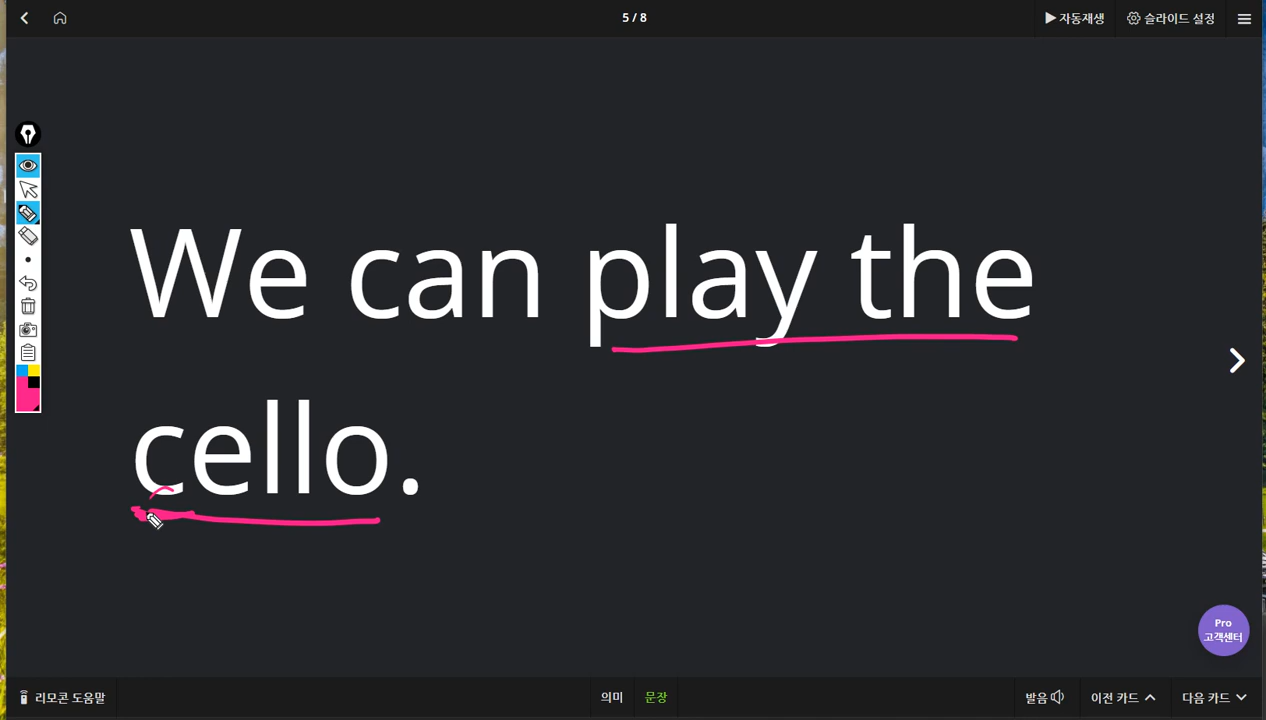 5 / 8
자동재생
슬라이드 설정
We can play the
cello.
Pro
고객센터
리모콘 도움말
의미
문장
발음
이전 카드
다음 카드